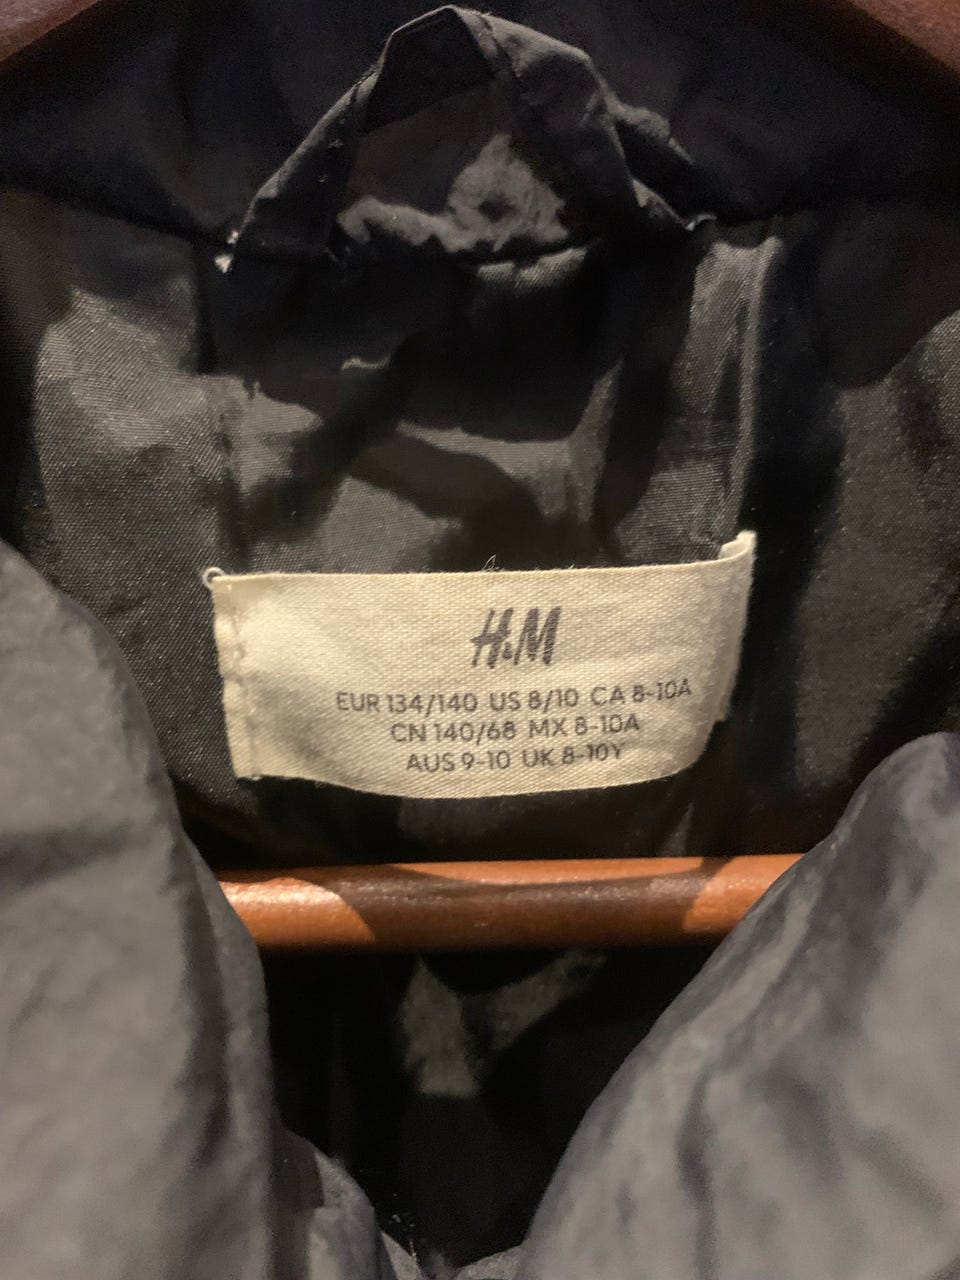 H&M
EUR 134/140 US 8/10 CA 8-10A
CN 140/68 MX 8-10A
AUS 9-10 UK 8-10Y